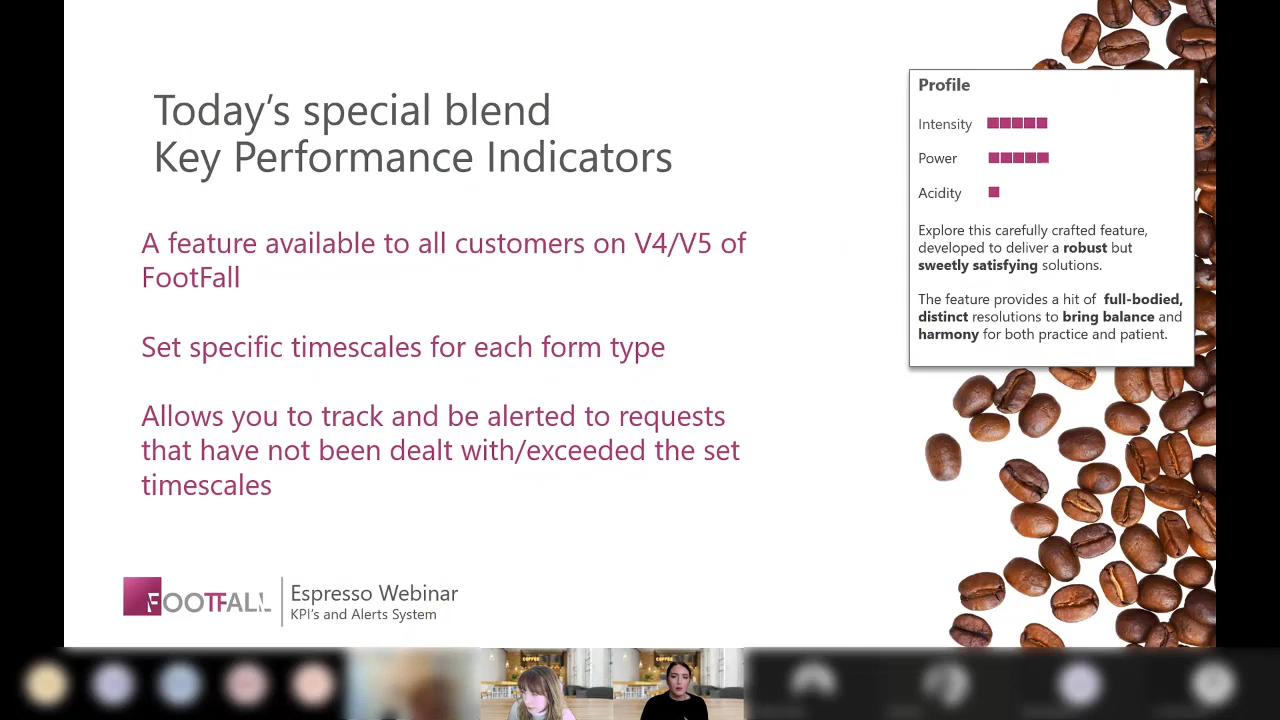 Today's special blend
Key Performance Indicators
A feature available to all customers on V4/V5 of
FootFall
Set specific timescales for each form type
Allows you to track and be alerted to requests
that have not been dealt with/exceeded the set
timescales
Profile
Intensity
Power
Acidity
Explore this carefully crafted feature,
developed to deliver a robust but
sweetly satisfying solutions.
The feature provides a hit of full-bodied,
distinct resolutions to bring balance and
harmony for both practice and patient.
FOOTFALL
Espresso Webinar
KPI's and Alerts System
COFFEE
COFFEE